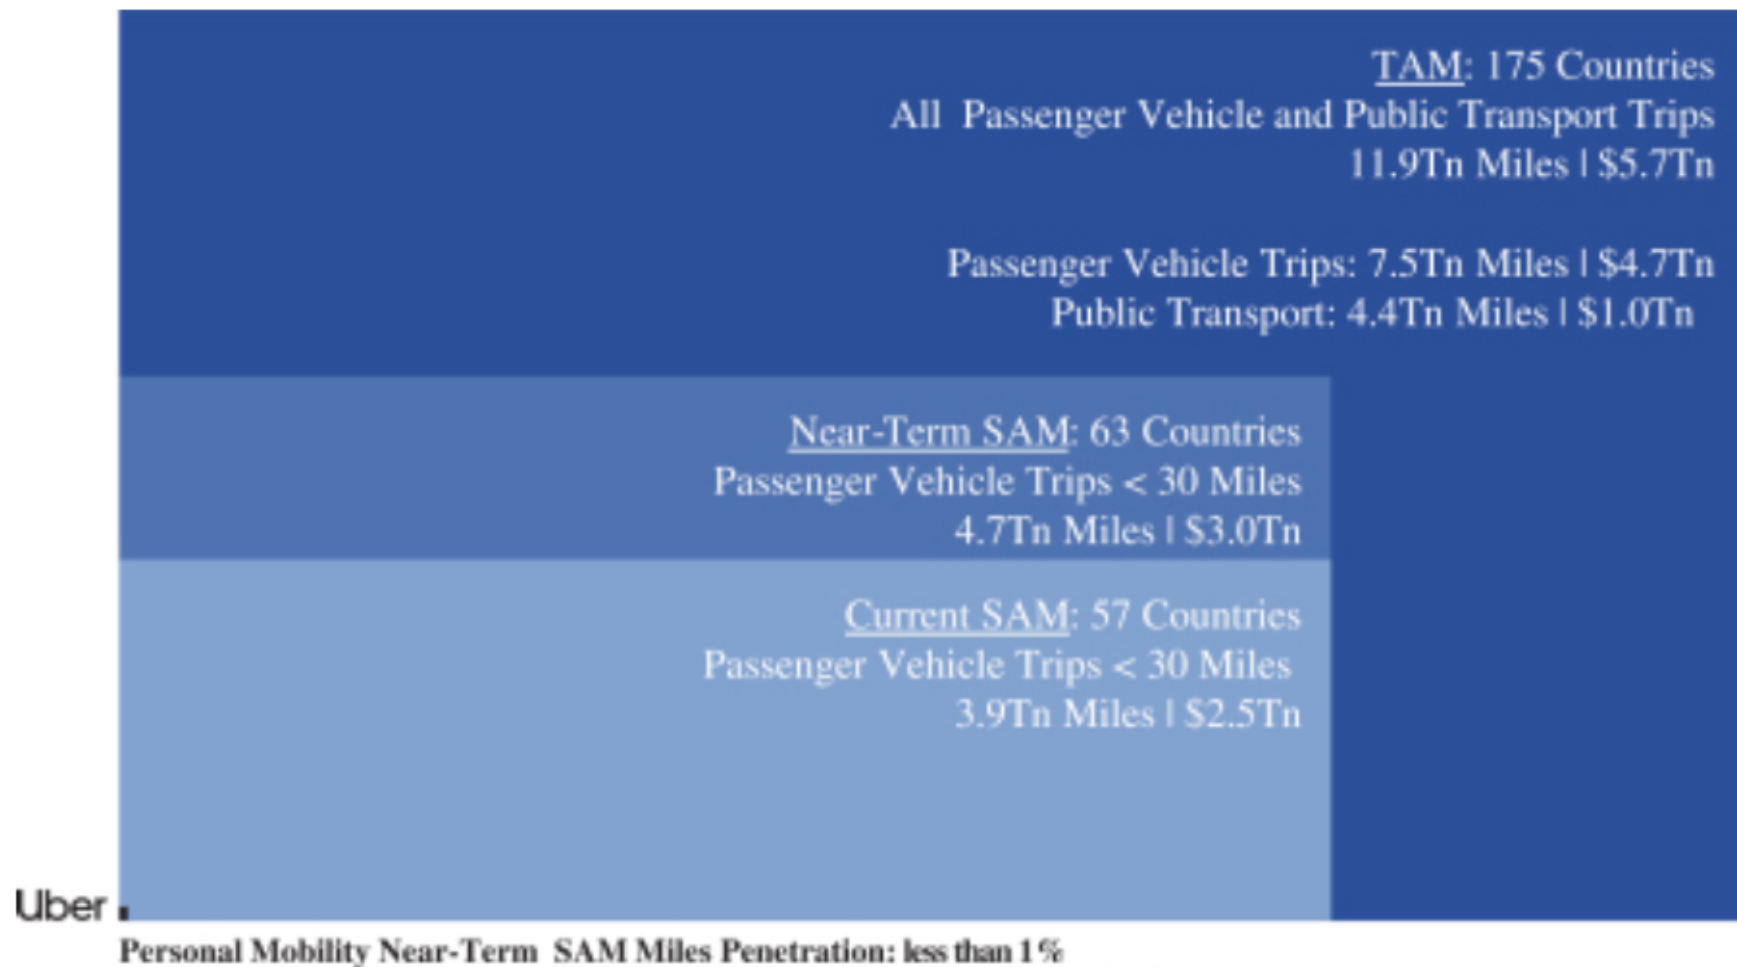 TAM: 175 Countries
All Passenger Vehicle and Public Transport Trips
11.9Tn Miles | $5.7Tn
Passenger Vehicle Trips: 7.5Tn Miles | $4.7Tn
Public Transport: 4.4Tn Miles | $1.0Tn
Near-Term SAM: 63 Countries
Passenger Vehicle Trips < 30 Miles
4.7Tn Miles | $3.0Tn
Current SAM: 57 Countries
Passenger Vehicle Trips < 30 Miles
3.9Tn Miles | $2.5Tn
Uber
Personal Mobility Near-Term SAM Miles Penetration: less than 1%